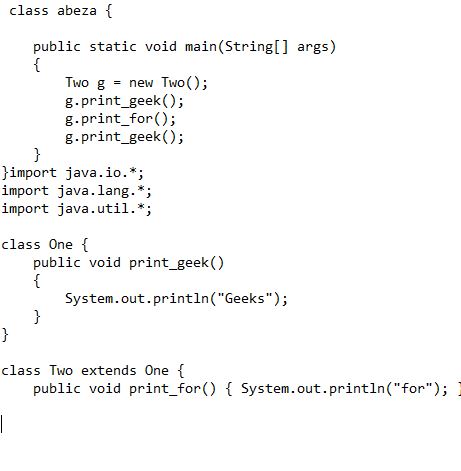 class abeza {
public static void main(String[] args)
{
Two g = new Two();
g.print_geek();
g.print_for();
g.print_geek();
}
}import java.io.*;
import java.lang.*;
import java.util.*;
class One {
public void print_geek()
{
System.out.println("Geeks");
}
}
class Two extends One {
public void print_for() { System.out.println("for"); }